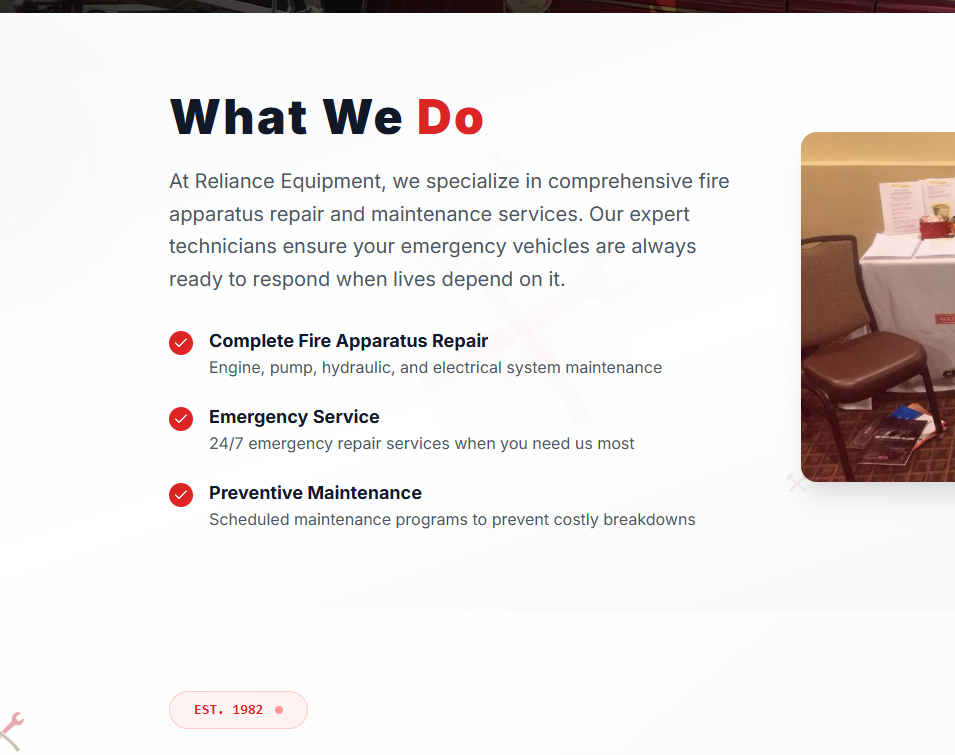 What We Do
At Reliance Equipment, we specialize in comprehensive fire
apparatus repair and maintenance services. Our expert
technicians ensure your emergency vehicles are always
ready to respond when lives depend on it.
Complete Fire Apparatus Repair
Engine, pump, hydraulic, and electrical system maintenance
Emergency Service
24/7 emergency repair services when you need us most
Preventive Maintenance
Scheduled maintenance programs to prevent costly breakdowns
EST. 1982